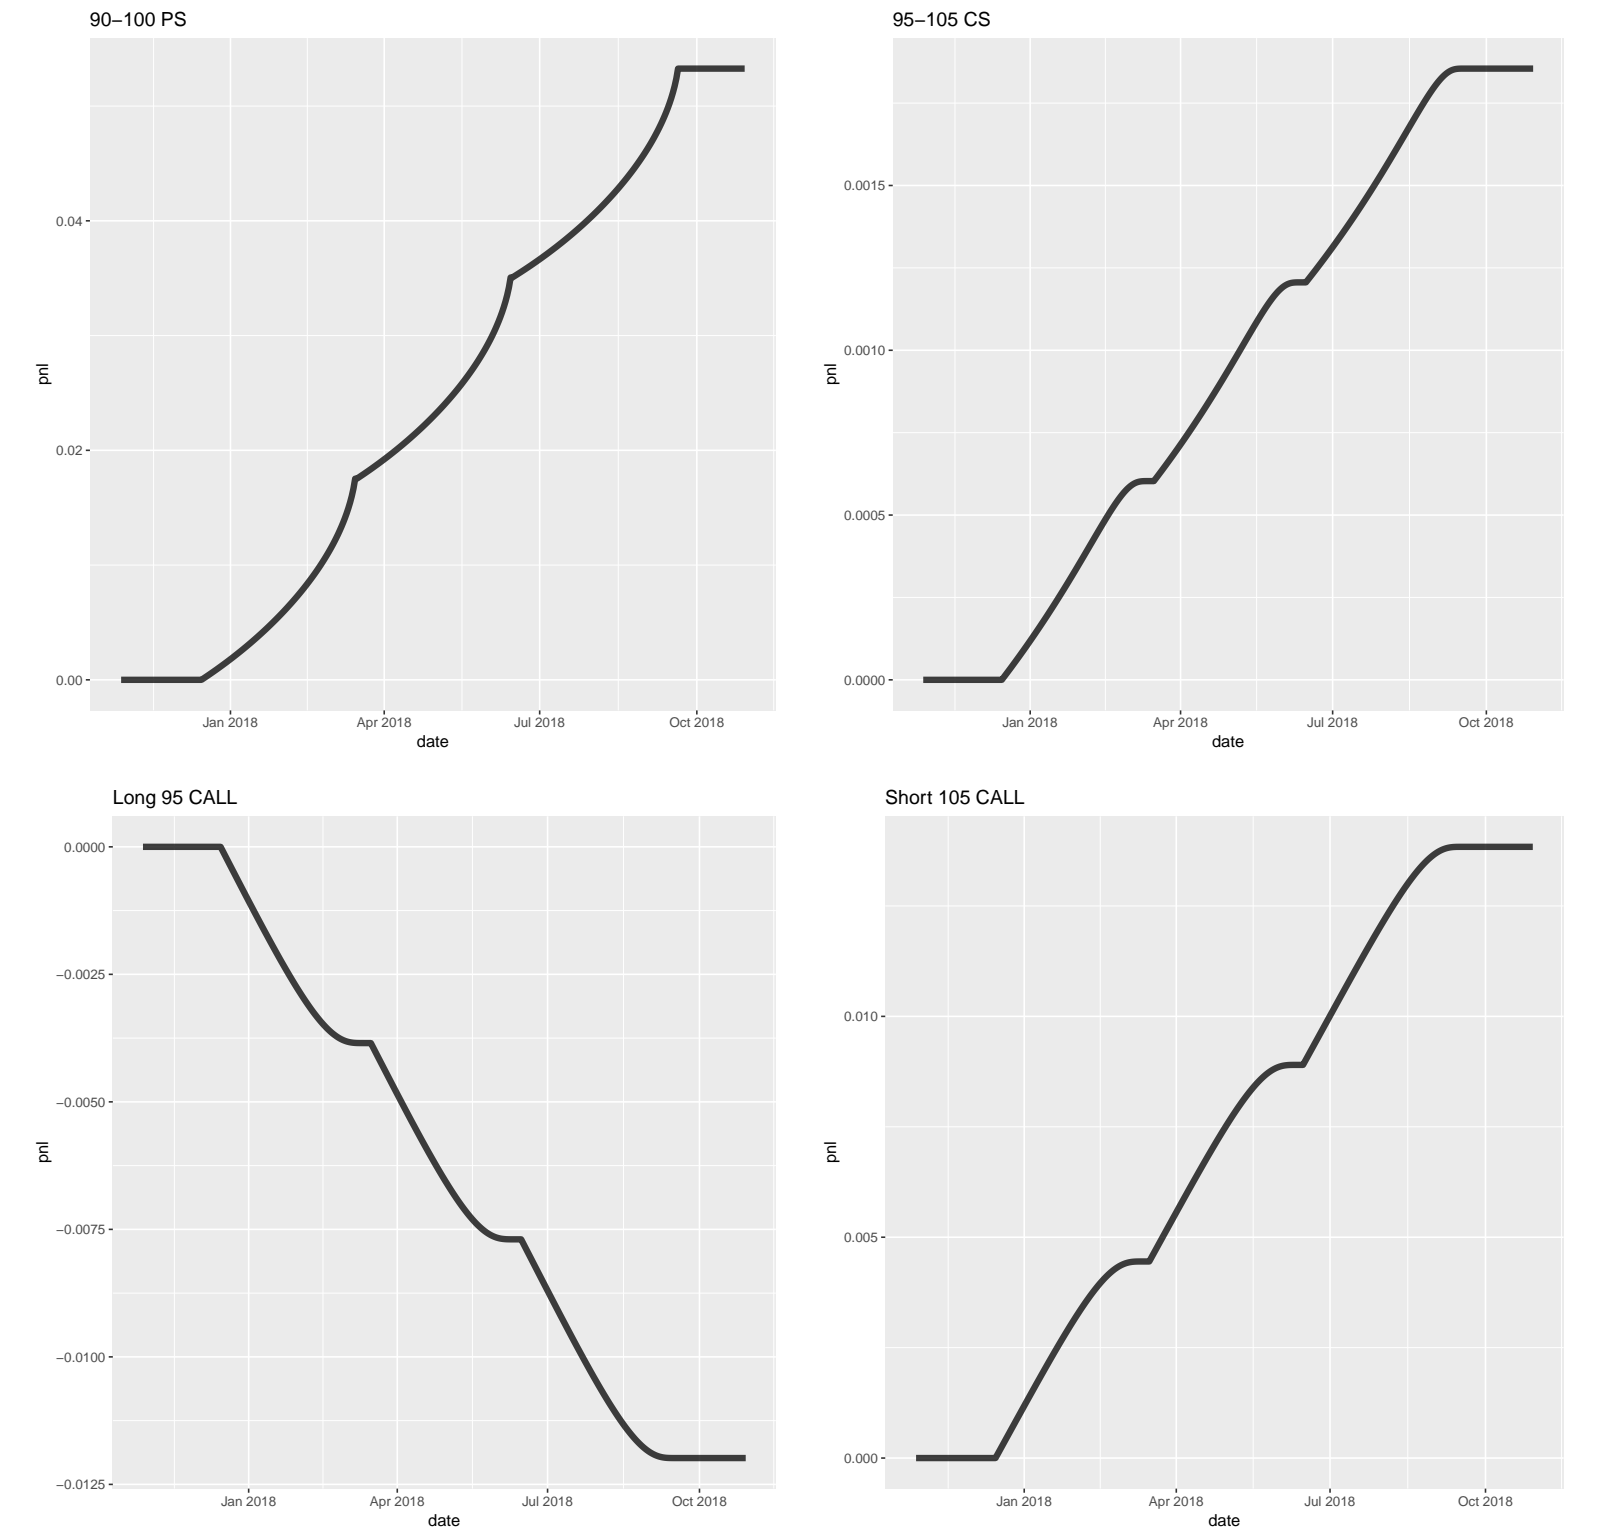 90–100 PS
pnl
0.04
0.02
0.00
Jan 2018 Apr 2018 Jul 2018 Oct 2018
date
95–105 CS
pnl
0.0015
0.0010
0.0005
0.0000
Jan 2018 Apr 2018 Jul 2018 Oct 2018
date
Long 95 CALL
pnl
0.0000
−0.0025
−0.0050
−0.0075
−0.0100
−0.0125
Jan 2018 Apr 2018 Jul 2018 Oct 2018
date
Short 105 CALL
pnl
0.010
0.005
0.000
Jan 2018 Apr 2018 Jul 2018 Oct 2018
date